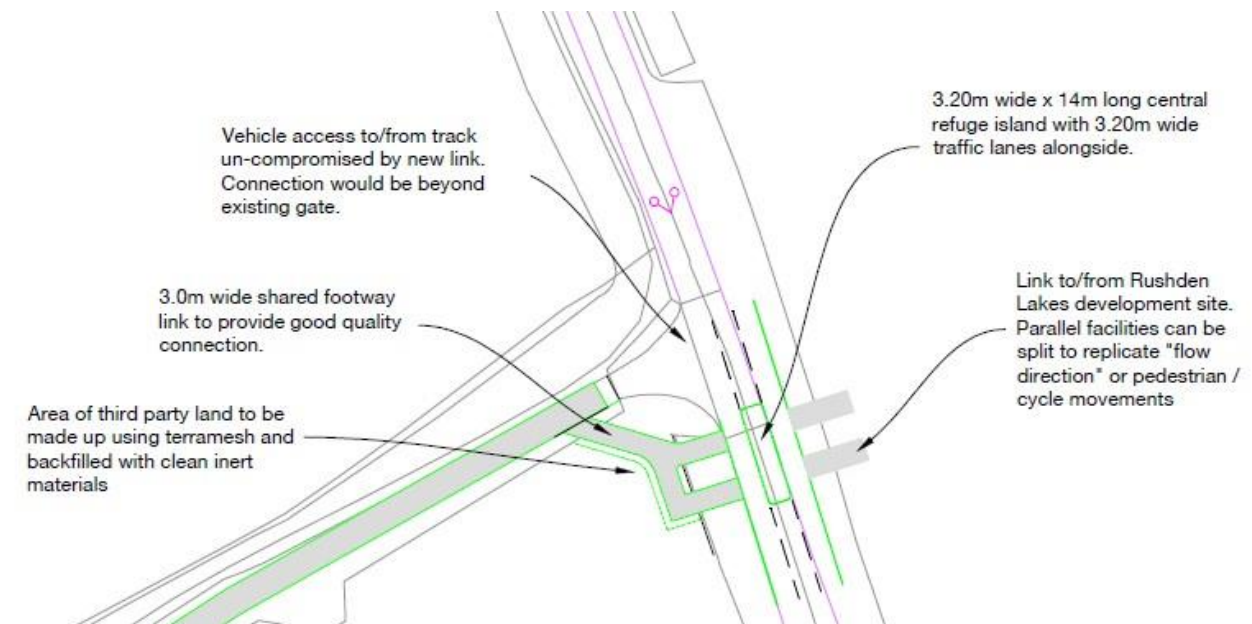 Vehicle access to/from track
un-compromised by new link.
Connection would be beyond
existing gate.
3.20m wide x 14m long central
refuge island with 3.20m wide
traffic lanes alongside.
3.0m wide shared footway
link to provide good quality
connection.
Link to/from Rushden
Lakes development site.
Parallel facilities can be
split to replicate "flow
direction" or pedestrian /
cycle movements
Area of third party land to be
made up using terramesh and
backfilled with clean inert
materials